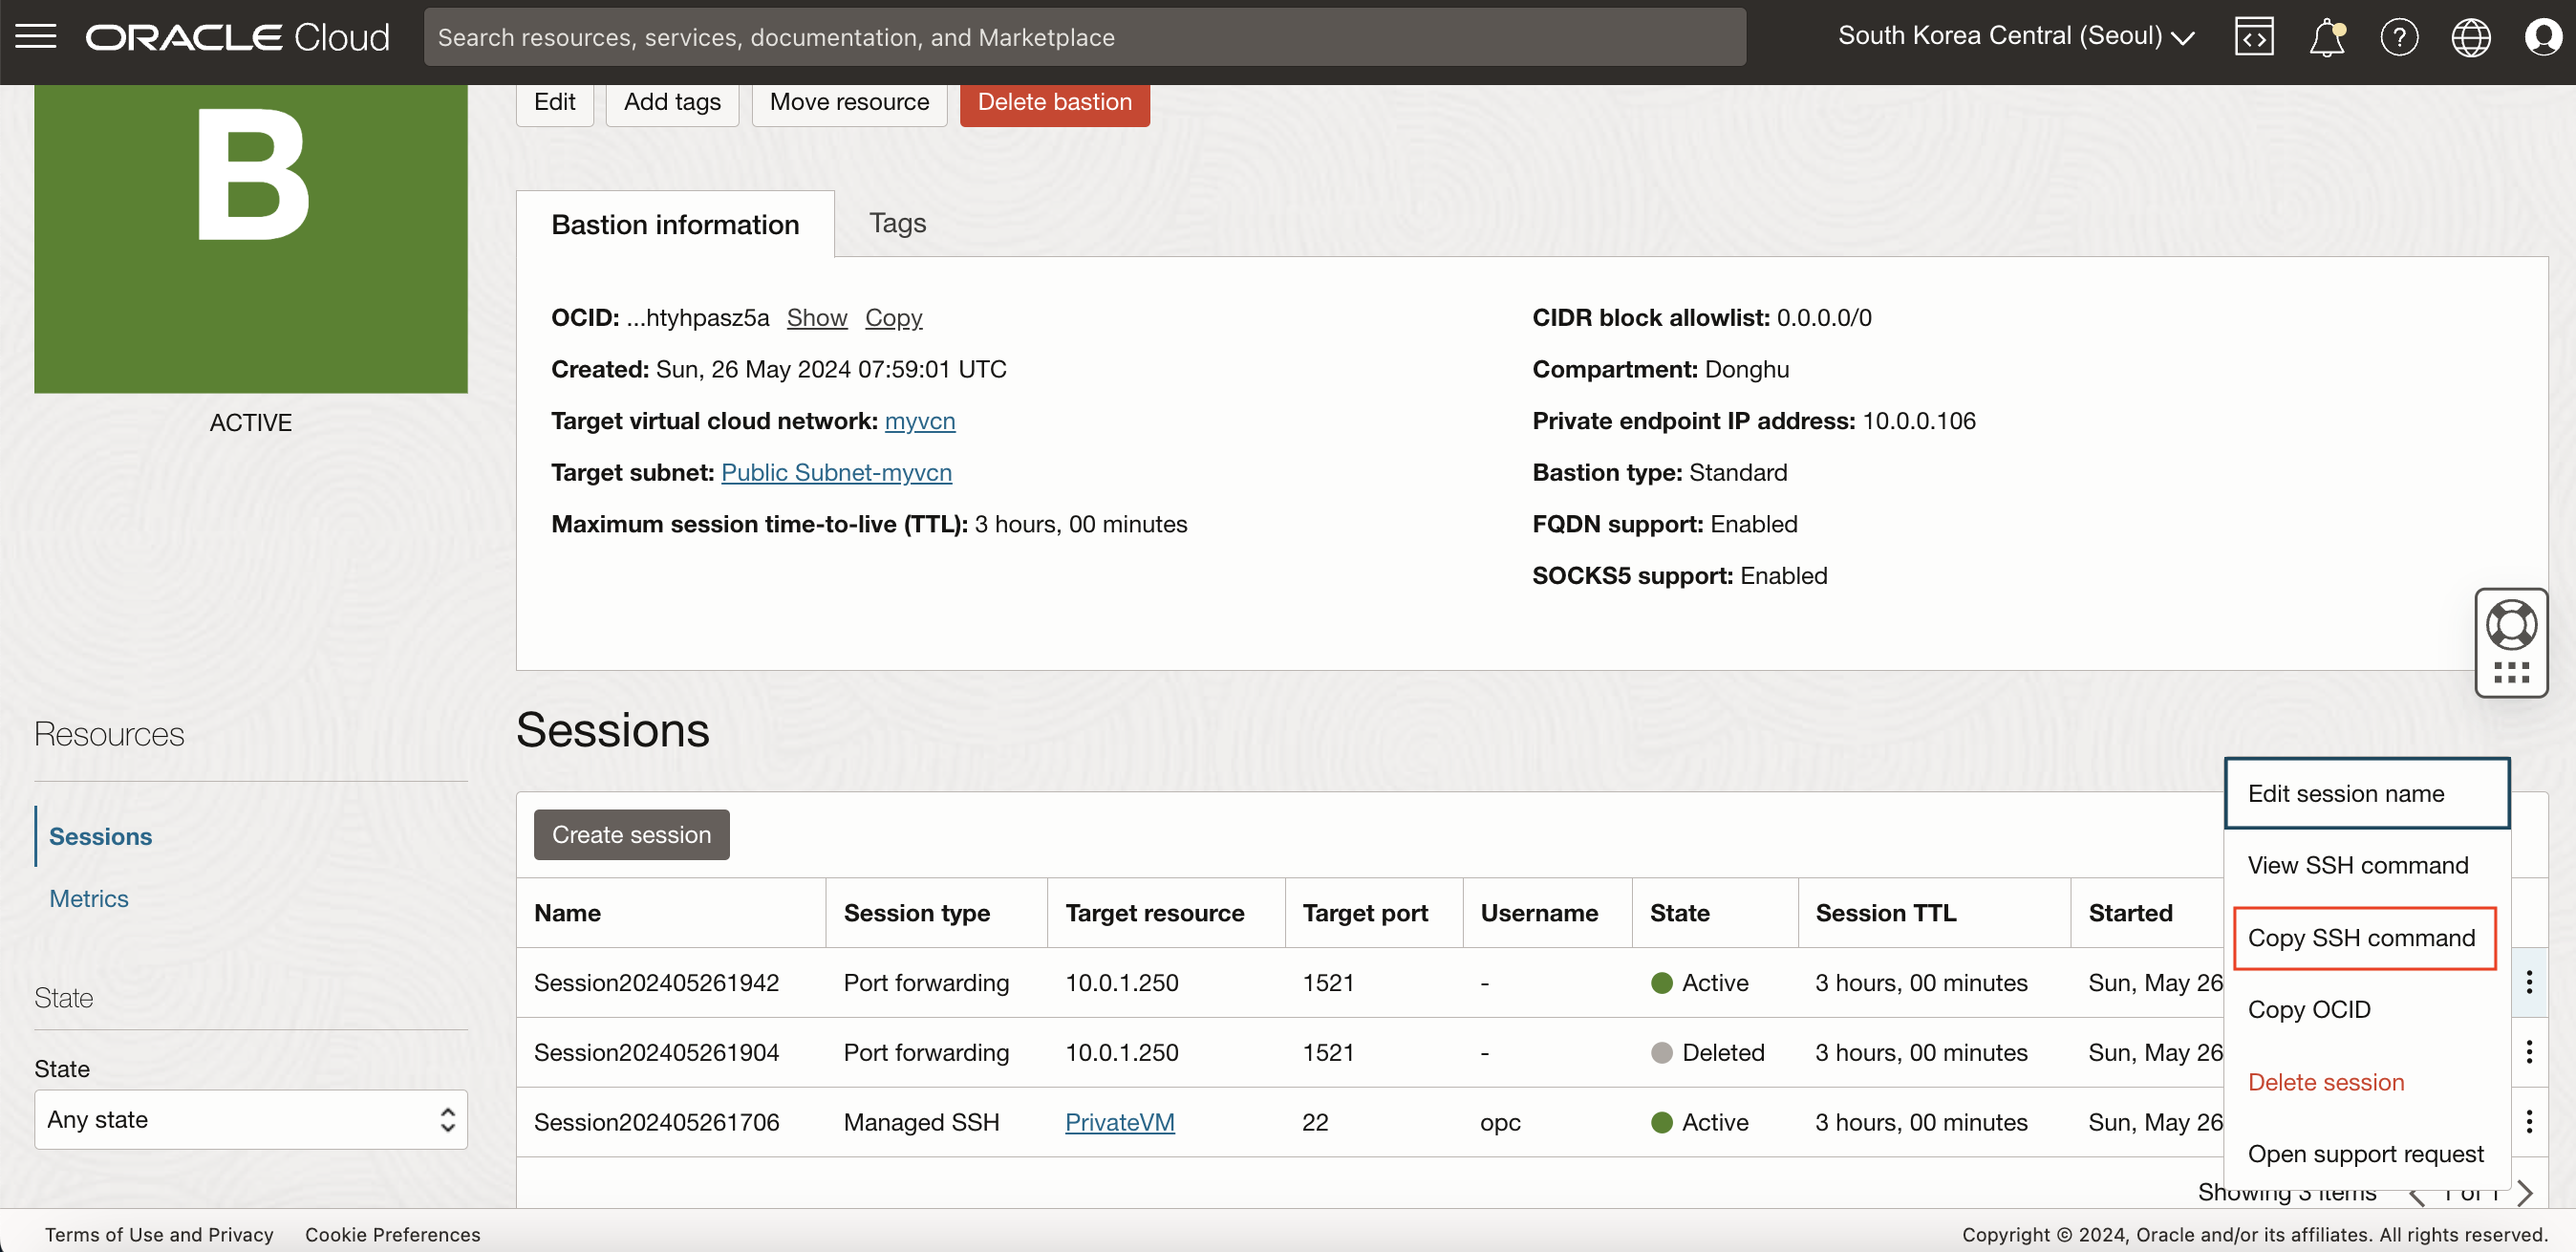 ORACLE Cloud
Search resources, services, documentation, and Marketplace
South Korea Central (Seoul)
B
ACTIVE
Edit
Add tags
Move resource
Delete bastion
Bastion information
Tags
OCID: ...htyhpasz5a Show Copy
Created: Sun, 26 May 2024 07:59:01 UTC
Target virtual cloud network: myvcn
Target subnet: Public Subnet-myvcn
Maximum session time-to-live (TTL): 3 hours, 00 minutes
CIDR block allowlist: 0.0.0.0/0
Compartment: Donghu
Private endpoint IP address: 10.0.0.106
Bastion type: Standard
FQDN support: Enabled
SOCKS5 support: Enabled
Resources
Sessions
Metrics
State
State
Any state
Sessions
Create session
Name Session type Target resource Target port Username State Session TTL Started
Session202405261942 Port forwarding 10.0.1.250 1521 - Active 3 hours, 00 minutes Sun, May 26
Session202405261904 Port forwarding 10.0.1.250 1521 - Deleted 3 hours, 00 minutes Sun, May 26
Session202405261706 Managed SSH PrivateVM 22 opc Active 3 hours, 00 minutes Sun, May 26
Edit session name
View SSH command
Copy SSH command
Copy OCID
Delete session
Open support request
Showing 3 items 1 of 1
Terms of Use and Privacy Cookie Preferences
Copyright © 2024, Oracle and/or its affiliates. All rights reserved.